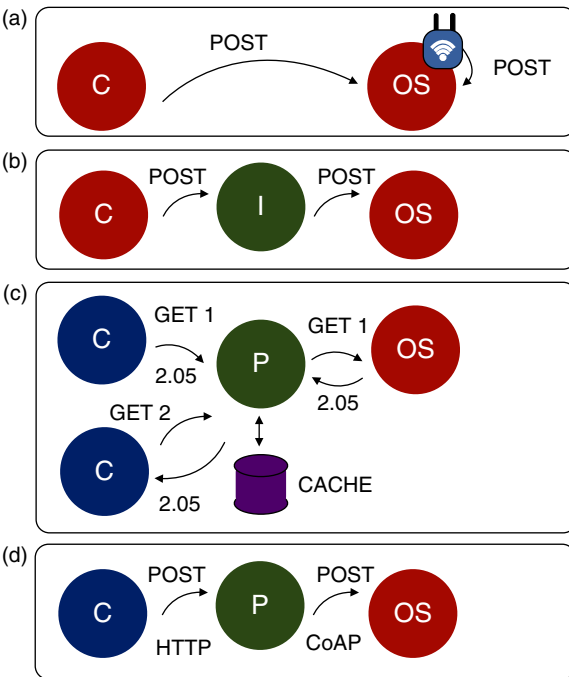 (a)
POST
C
OS
POST
(b)
POST
POST
C
I
OS
(c)
GET 1
GET 1
C
P
OS
2.05
2.05
GET 2
C
CACHE
2.05
(d)
POST
POST
C
P
OS
HTTP
CoAP